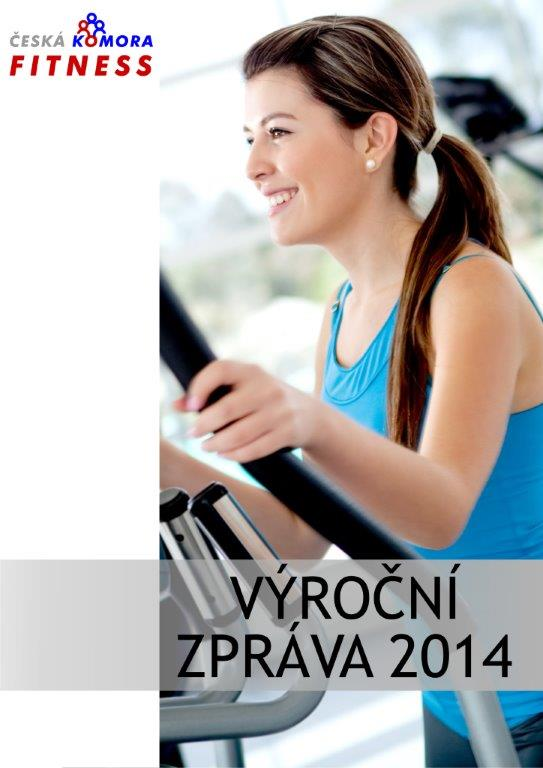 ČESKÁ KOMORA
FITNESS
VÝROČNÍ
ZPRÁVA 2014